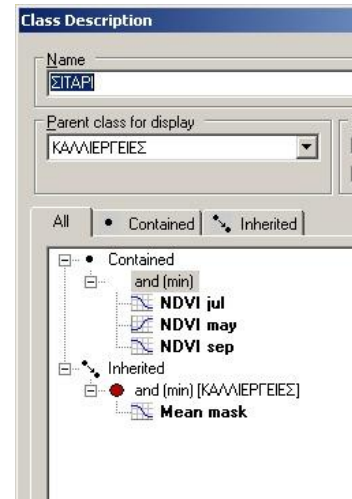 Class Description
Name
ΣΙΤΑΡΙ
Parent class for display
ΚΑΛΛΙΕΡΓΕΙΕΣ
All Contained Inherited
Contained
and (min)
NDVI jul
NDVI may
NDVI sep
Inherited
and (min) [ΚΑΛΛΙΕΡΓΕΙΕΣ]
Mean mask